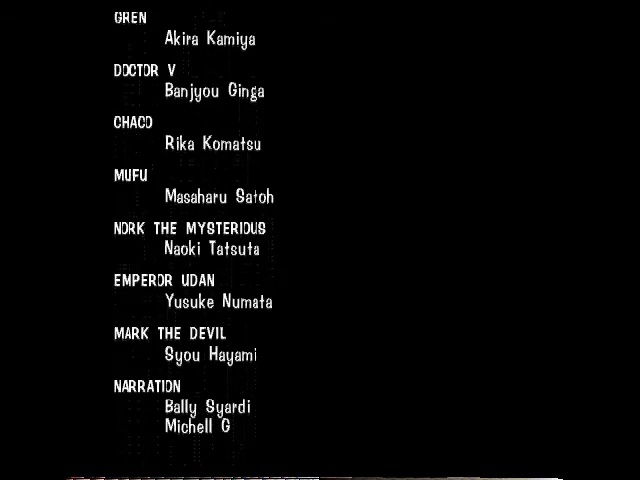 GREN
Akira Kamiya
DOCTOR V
Banjyou Ginga
CHACO
Rika Komatsu
MUFU
Masaharu Satoh
NORK THE MYSTERIOUS
Naoki Tatsuta
EMPEROR UDAN
Yusuke Numata
MARK THE DEVIL
Syou Hayami
NARRATION
Bally Syardi
Michell G